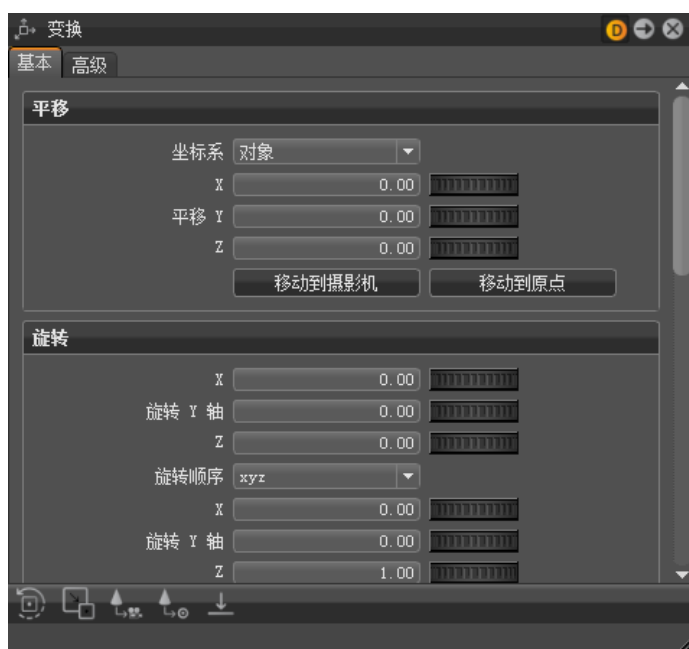 变换
D
基本 高级
平移
坐标系 对象
X 0.00
平移 Y 0.00
Z 0.00
移动到摄影机 移动到原点
旋转
X 0.00
旋转 Y 轴 0.00
Z 0.00
旋转顺序 xyz
X 0.00
旋转 Y 轴 0.00
Z 1.00